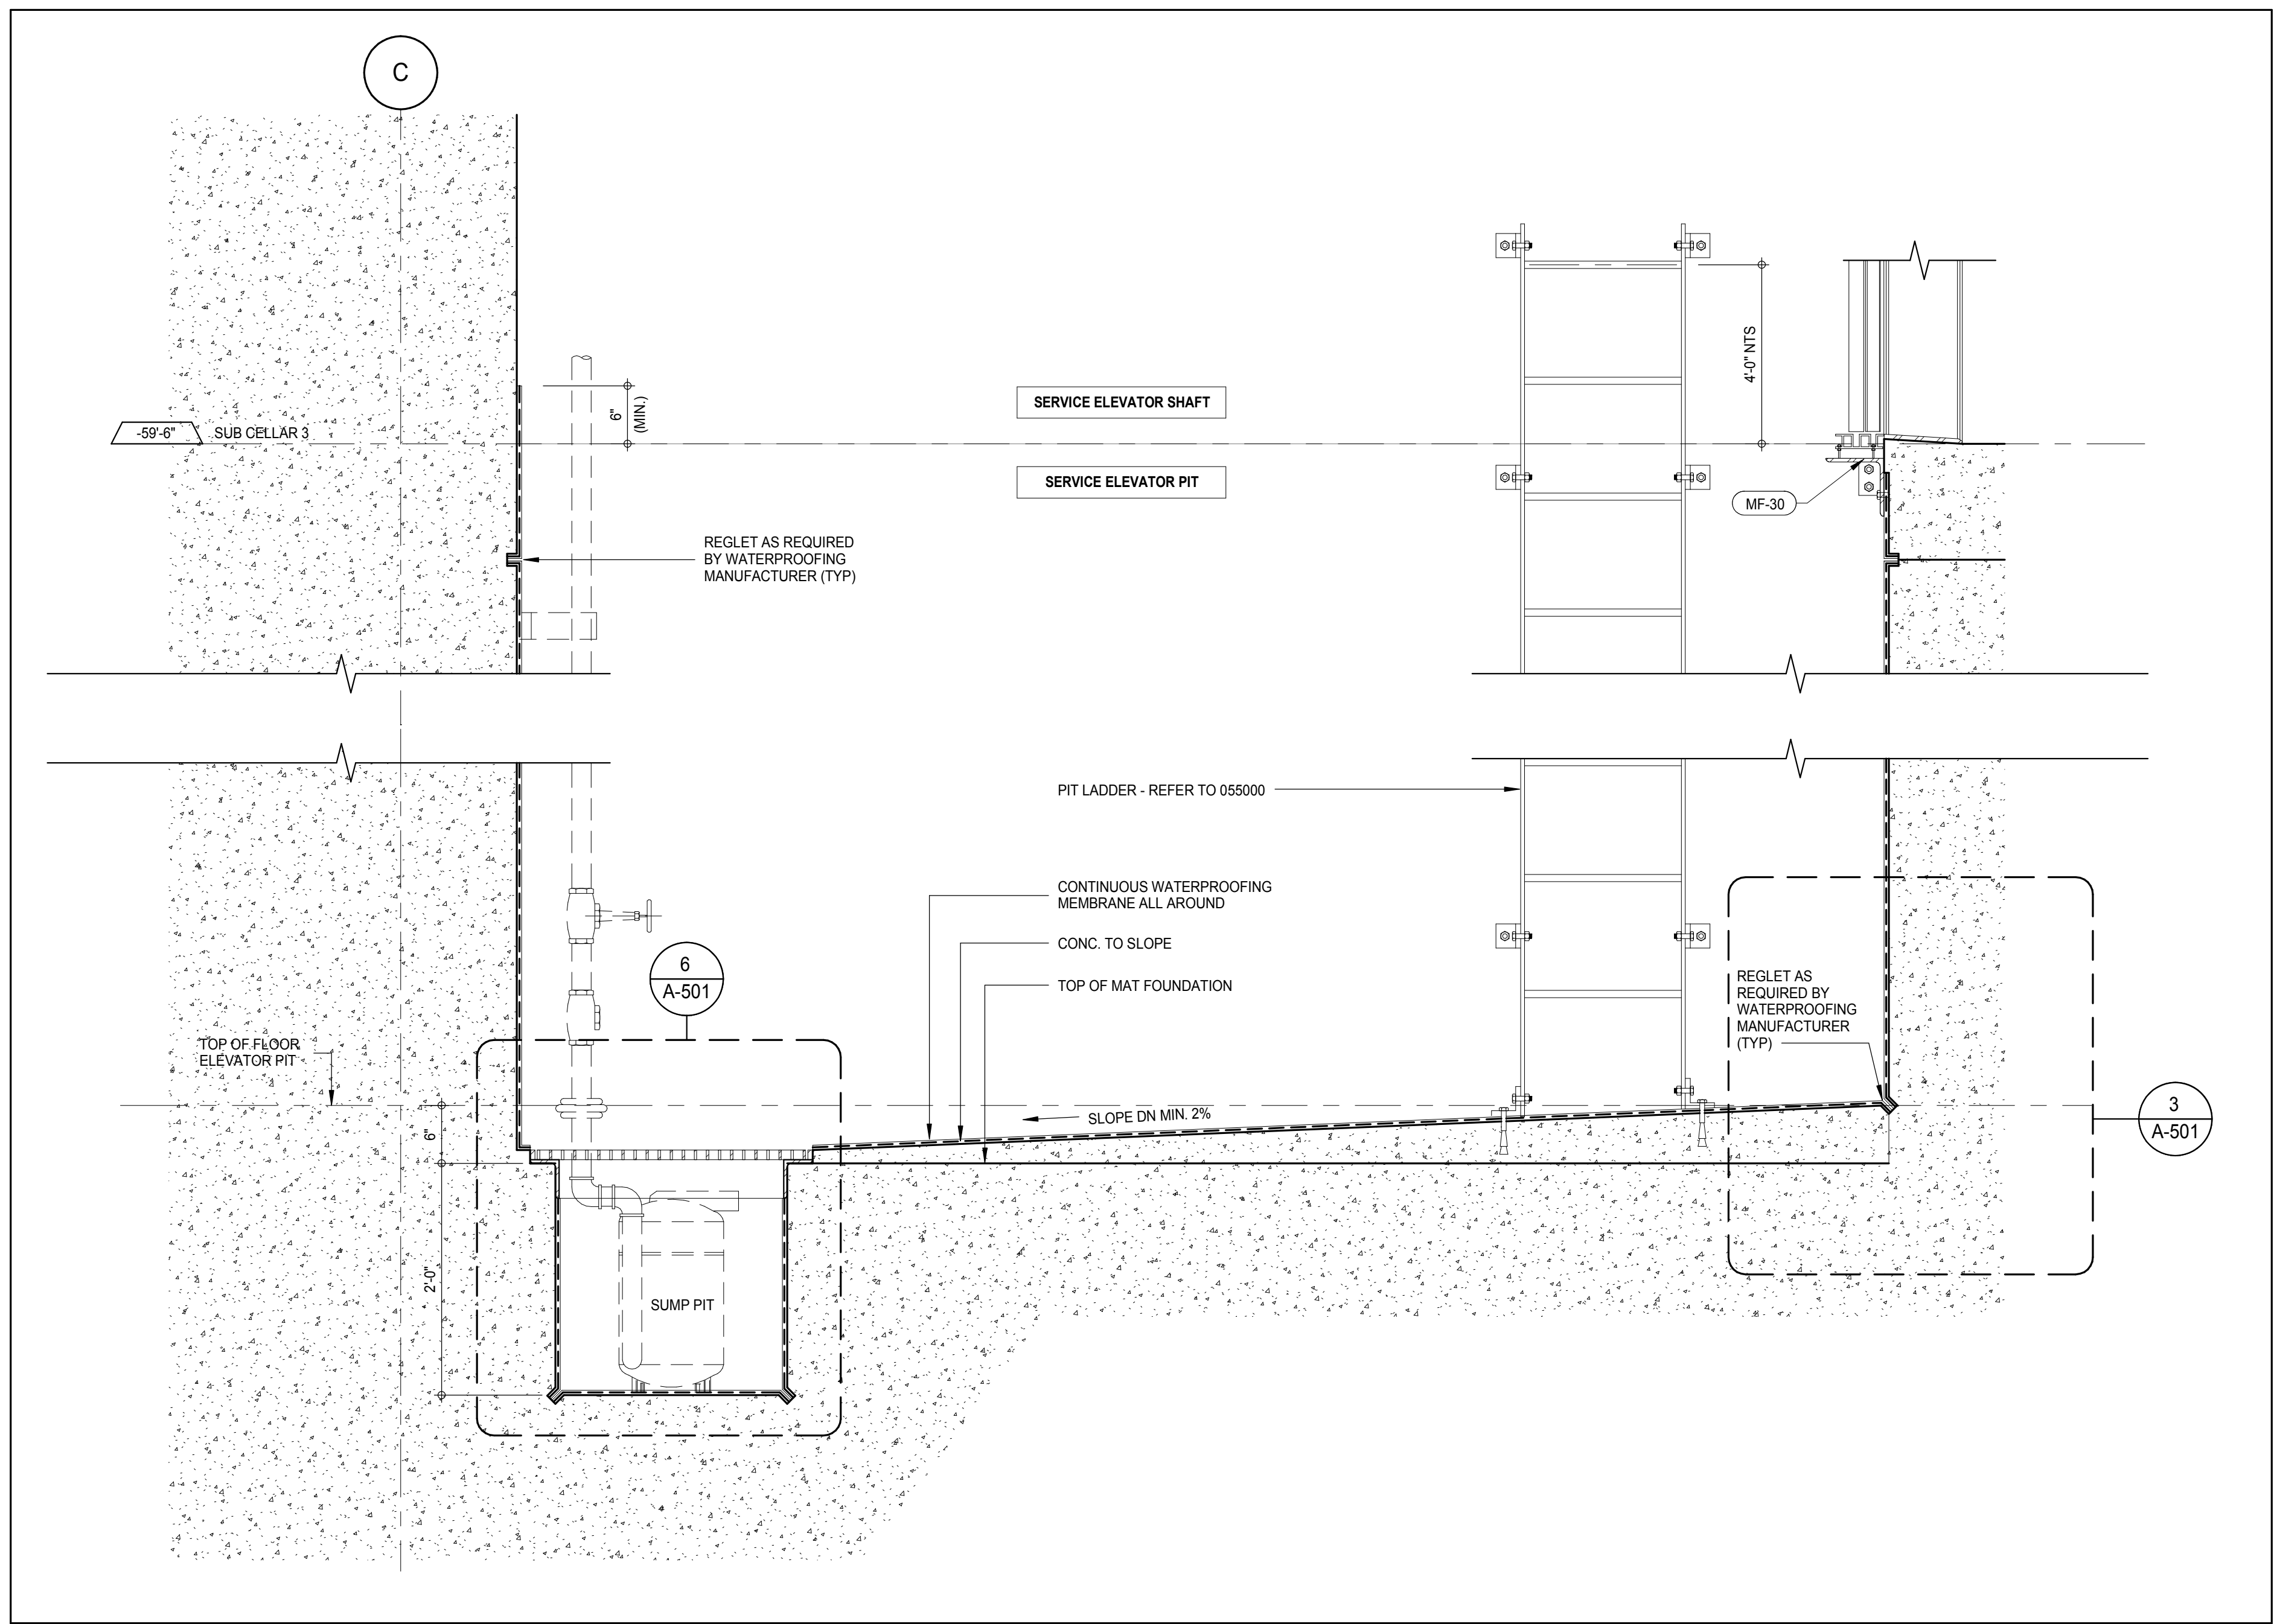 C
4'-0" NTS
6"
(MIN.)
SERVICE ELEVATOR SHAFT
-59'-6"
SUB CELLAR 3
SERVICE ELEVATOR PIT
MF-30
REGLET AS REQUIRED
BY WATERPROOFING
MANUFACTURER (TYP)
PIT LADDER - REFER TO 055000
CONTINUOUS WATERPROOFING
MEMBRANE ALL AROUND
CONC. TO SLOPE
TOP OF MAT FOUNDATION
6
A-501
REGLET AS
REQUIRED BY
WATERPROOFING
MANUFACTURER
(TYP)
TOP OF FLOOR
ELEVATOR PIT
SLOPE DN MIN. 2%
3
A-501
6"
2'-0"
SUMP PIT